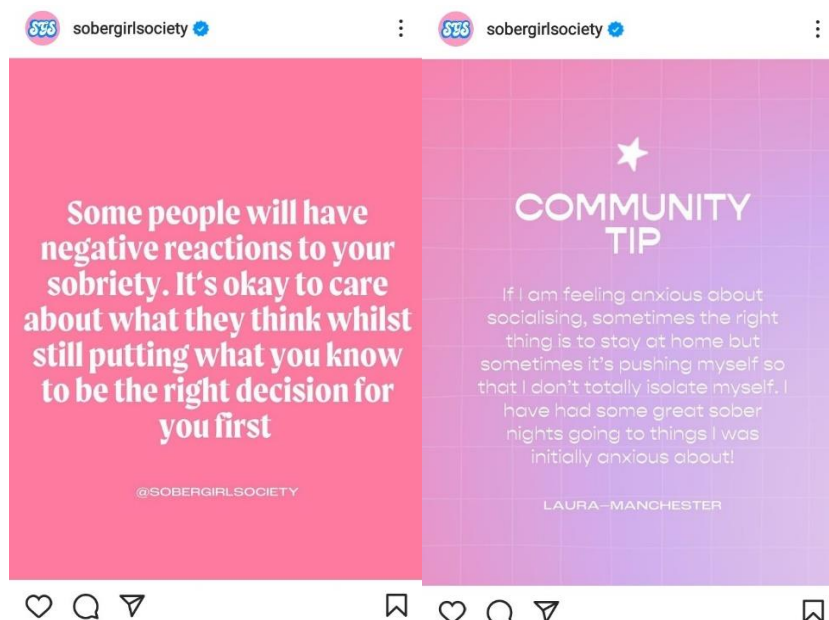 SGS sobergirlsociety
Some people will have
negative reactions to your
sobriety. It‘s okay to care
about what they think whilst
still putting what you know
to be the right decision for
you first
@SOBERGIRLSOCIETY
SGS sobergirlsociety
COMMUNITY
TIP
If I am feeling anxious about
socialising, sometimes the right
thing is to stay at home but
sometimes it's pushing myself so
that I don't totally isolate myself. I
have had some great sober
nights going to things I was
initially anxious about!
LAURA—MANCHESTER